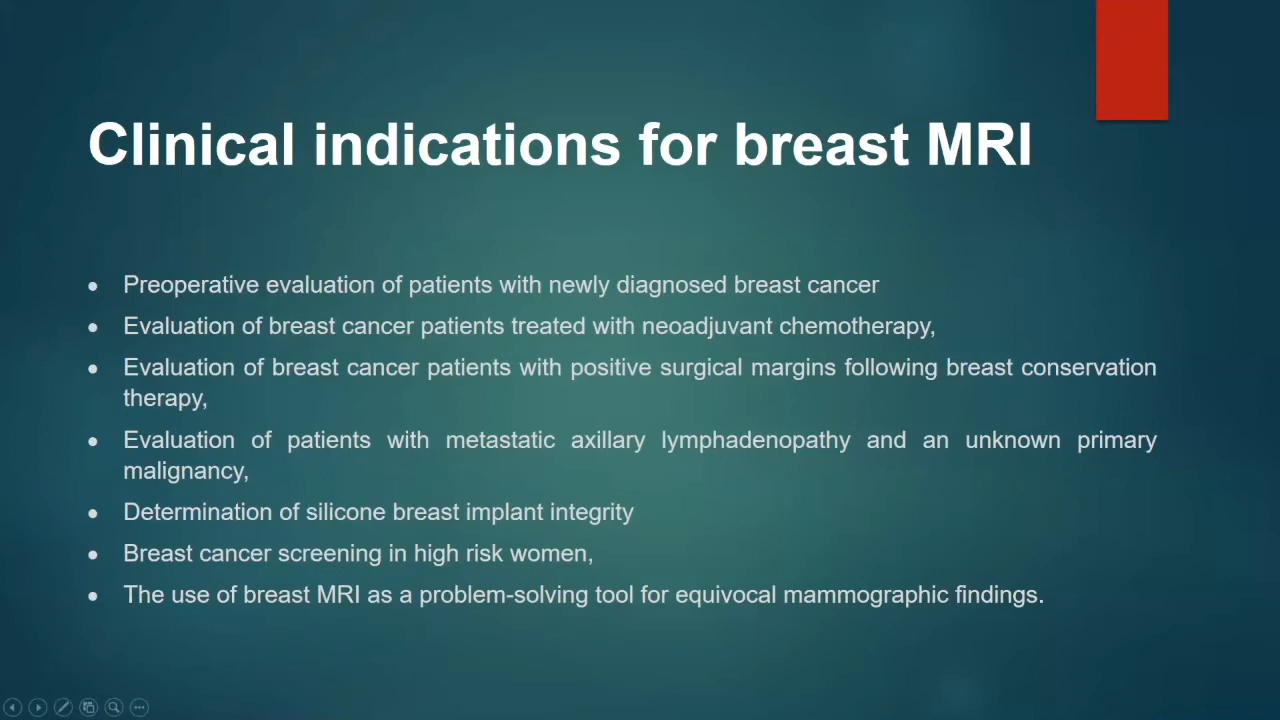 Clinical indications for breast MRI
• Preoperative evaluation of patients with newly diagnosed breast cancer
• Evaluation of breast cancer patients treated with neoadjuvant chemotherapy,
• Evaluation of breast cancer patients with positive surgical margins following breast conservation
therapy,
• Evaluation of patients with metastatic axillary lymphadenopathy and an unknown primary
malignancy,
• Determination of silicone breast implant integrity
• Breast cancer screening in high risk women,
• The use of breast MRI as a problem-solving tool for equivocal mammographic findings.